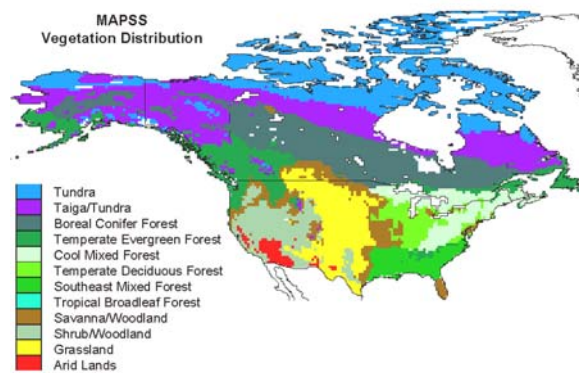 MAPSS
Vegetation Distribution
Tundra
Taiga/Tundra
Boreal Conifer Forest
Temperate Evergreen Forest
Cool Mixed Forest
Temperate Deciduous Forest
Southeast Mixed Forest
Tropical Broadleaf Forest
Savanna/Woodland
Shrub/Woodland
Grassland
Arid Lands